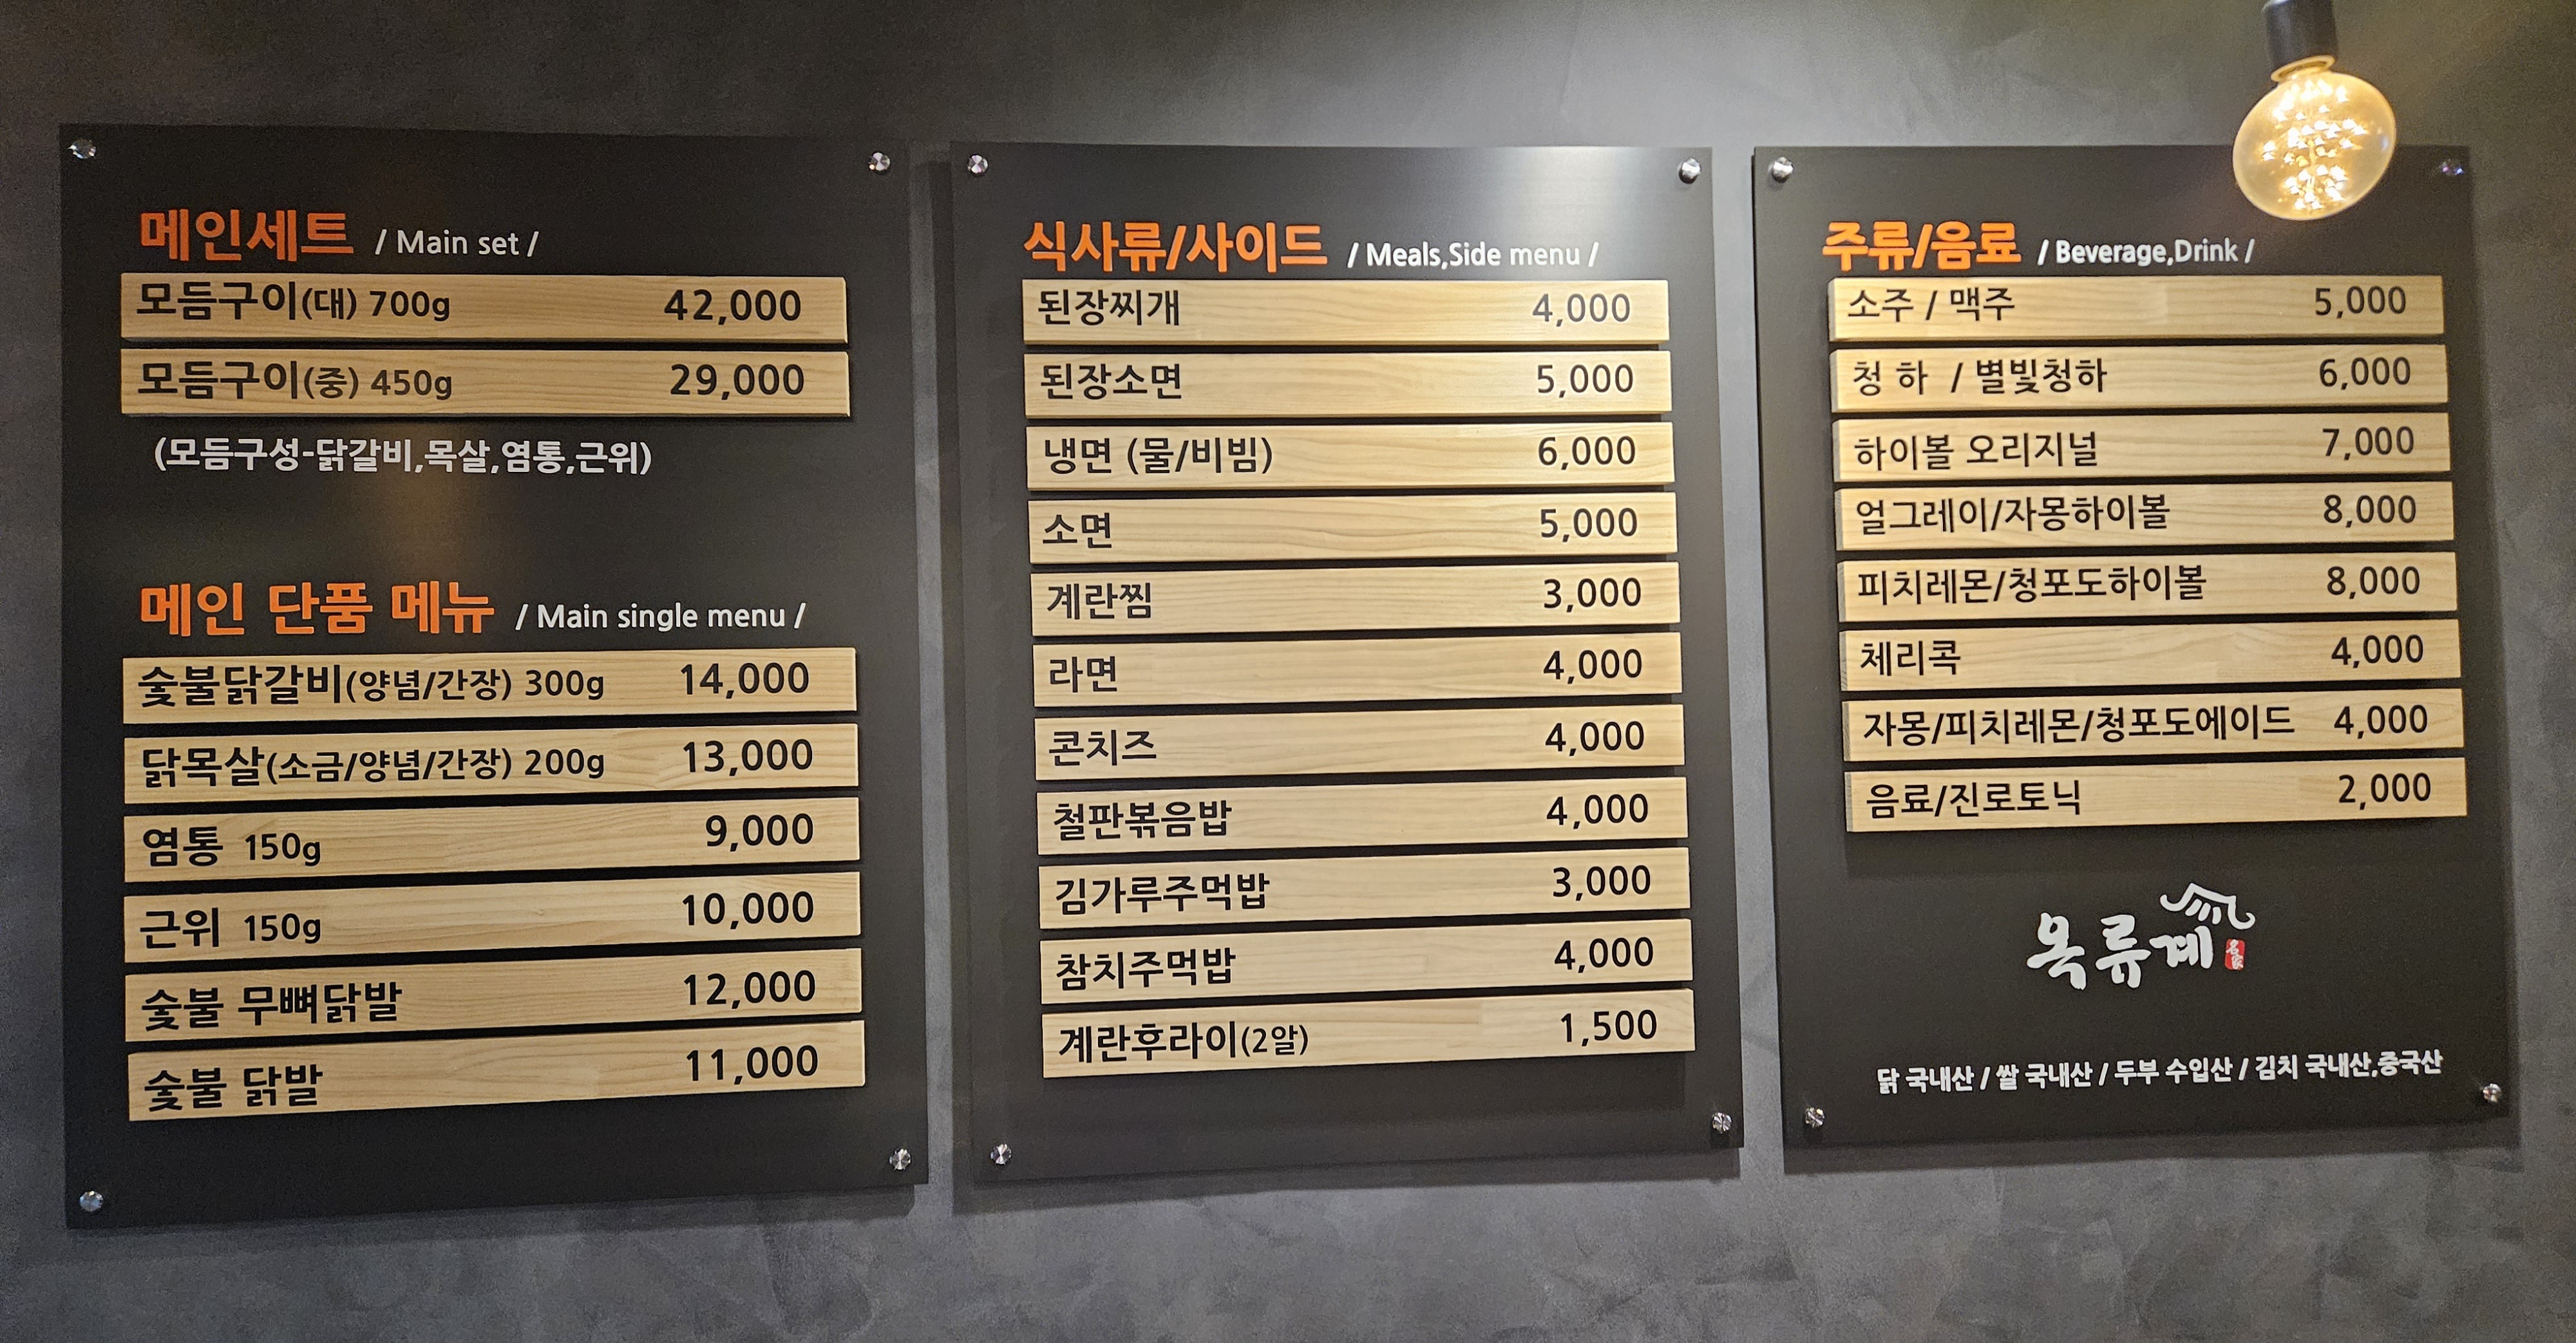 메인세트 / Main set /
모듬구이(대) 700g 42,000
모듬구이(중) 450g 29,000
(모듬구성-닭갈비,목살,염통,근위)
메인 단품 메뉴 / Main single menu /
숯불닭갈비(양념/간장) 300g 14,000
닭목살(소금/양념/간장) 200g 13,000
염통 150g 9,000
근위 150g 10,000
숯불 무뼈닭발 12,000
숯불 닭발 11,000
식사류/사이드 / Meals,Side menu /
된장찌개 4,000
된장소면 5,000
냉면 (물/비빔) 6,000
소면 5,000
계란찜 3,000
라면 4,000
콘치즈 4,000
철판볶음밥 4,000
김가루주먹밥 3,000
참치주먹밥 4,000
계란후라이(2알) 1,500
주류/음료 / Beverage,Drink /
소주 / 맥주 5,000
청 하 / 별빛청하 6,000
하이볼 오리지널 7,000
얼그레이/자몽하이볼 8,000
피치레몬/청포도하이볼 8,000
체리콕 4,000
자몽/피치레몬/청포도에이드 4,000
음료/진로토닉 2,000
옥류계
닭 국내산 / 쌀 국내산 / 두부 수입산 / 김치 국내산,중국산